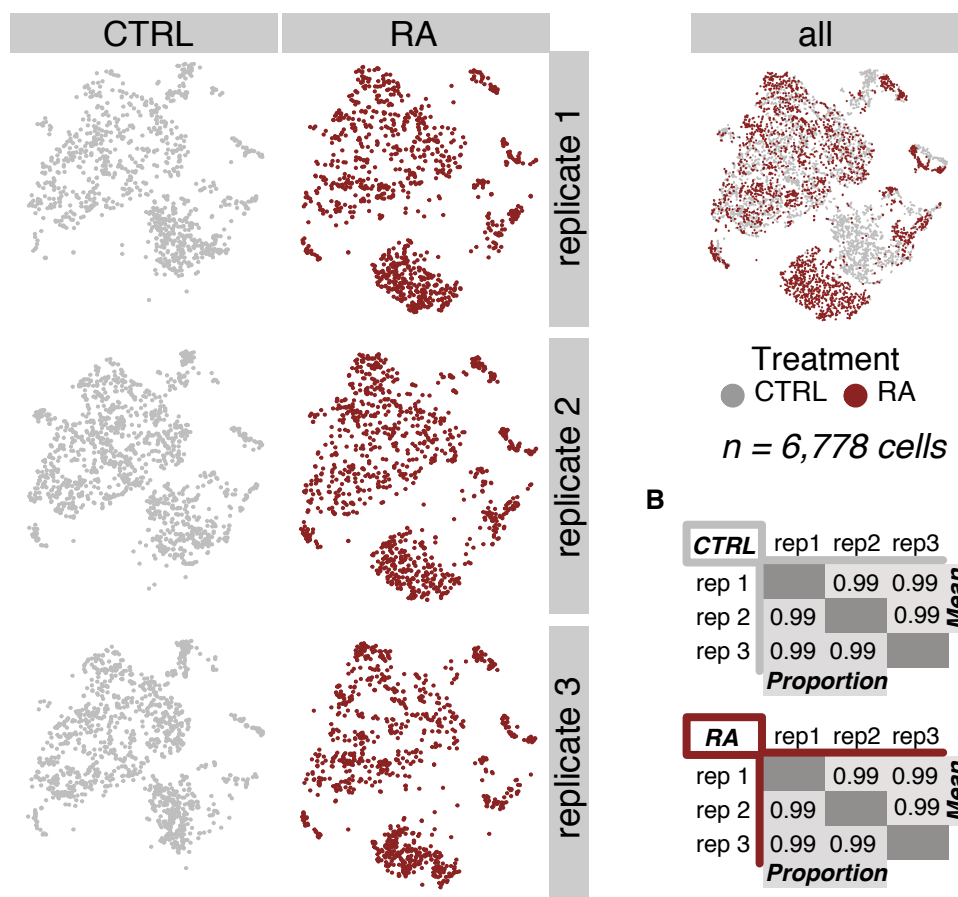 CTRL RA all
replicate 1
replicate 2
replicate 3
Treatment
CTRL RA
n = 6,778 cells
B
CTRL rep1 rep2 rep3
rep 1 0.99 0.99
rep 2 0.99 0.99
rep 3 0.99 0.99
Mean
Proportion
RA rep1 rep2 rep3
rep 1 0.99 0.99
rep 2 0.99 0.99
rep 3 0.99 0.99
Mean
Proportion